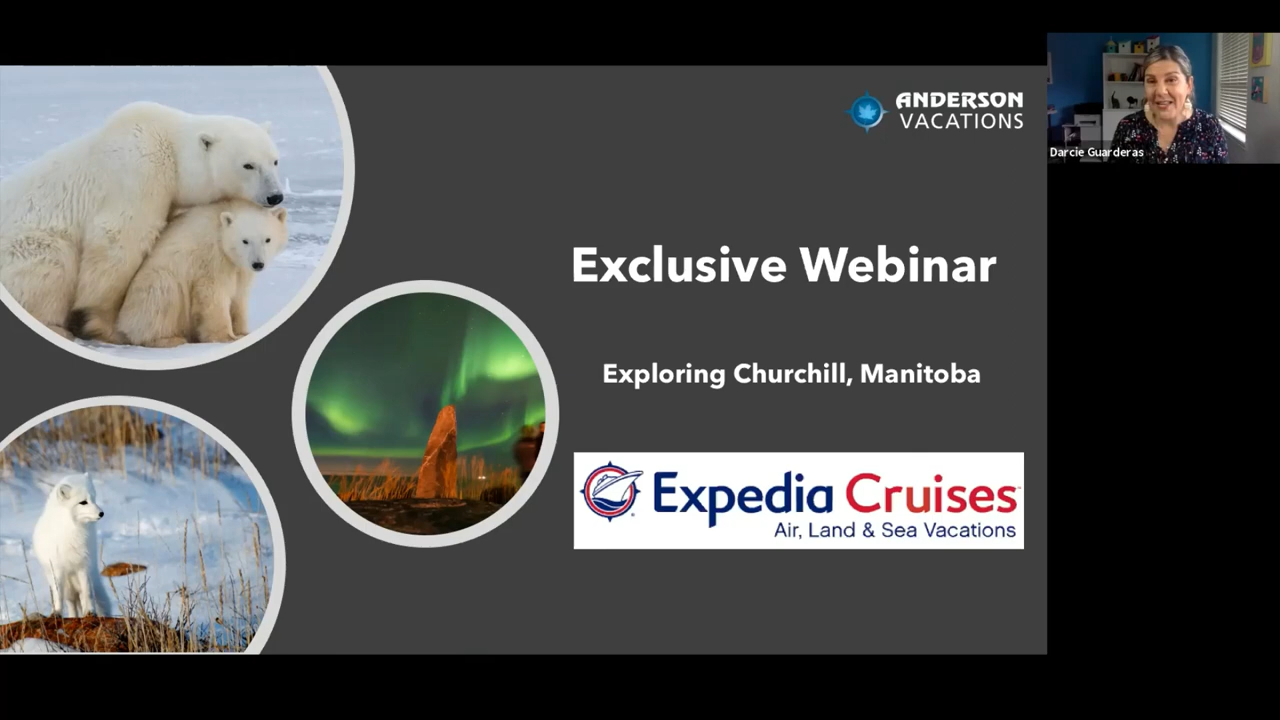 ANDERSON
VACATIONS
Darcie Guarderas
Exclusive Webinar
Exploring Churchill, Manitoba
Expedia Cruises
Air, Land & Sea Vacations